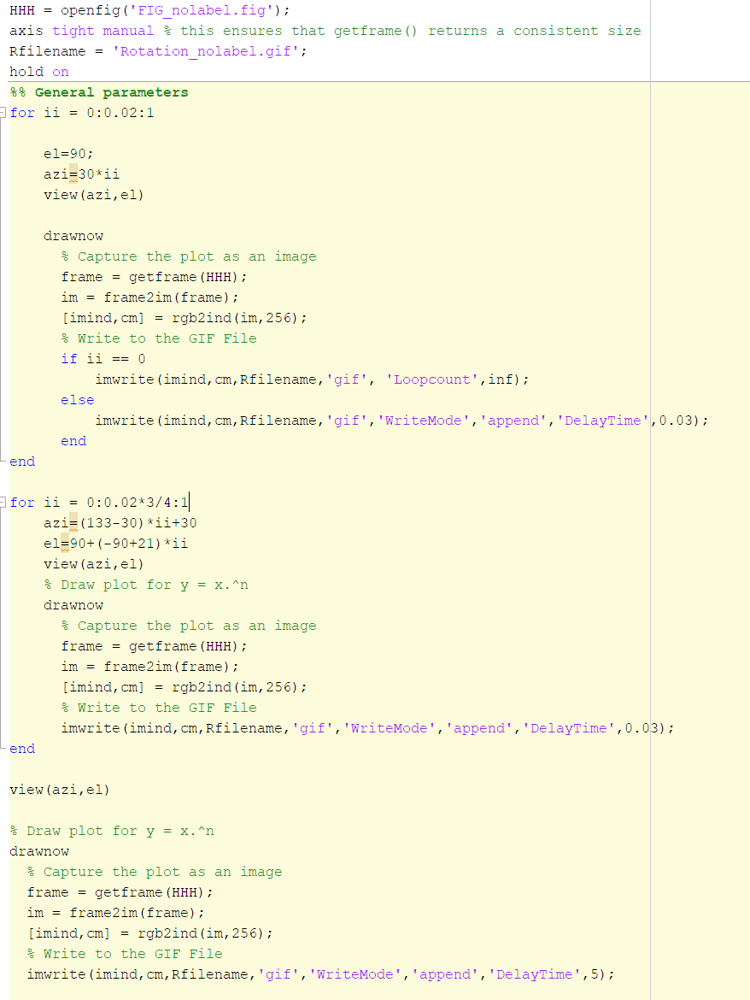 HHH = openfig('FIG_nolabel.fig');
axis tight manual % this ensures that getframe() returns a consistent size
Rfilename = 'Rotation_nolabel.gif';
hold on
%% General parameters
for ii = 0:0.02:1
el=90;
azi=30*ii
view(azi,el)
drawnow
% Capture the plot as an image
frame = getframe(HHH);
im = frame2im(frame);
[imind,cm] = rgb2ind(im,256);
% Write to the GIF File
if ii == 0
imwrite(imind,cm,Rfilename,'gif', 'Loopcount',inf);
else
imwrite(imind,cm,Rfilename,'gif','WriteMode','append','DelayTime',0.03);
end
end
for ii = 0:0.02*3/4:1
azi=(133-30)*ii+30
el=90+(-90+21)*ii
view(azi,el)
% Draw plot for y = x.^n
drawnow
% Capture the plot as an image
frame = getframe(HHH);
im = frame2im(frame);
[imind,cm] = rgb2ind(im,256);
% Write to the GIF File
imwrite(imind,cm,Rfilename,'gif','WriteMode','append','DelayTime',0.03);
end
view(azi,el)
% Draw plot for y = x.^n
drawnow
% Capture the plot as an image
frame = getframe(HHH);
im = frame2im(frame);
[imind,cm] = rgb2ind(im,256);
% Write to the GIF File
imwrite(imind,cm,Rfilename,'gif','WriteMode','append','DelayTime',5);